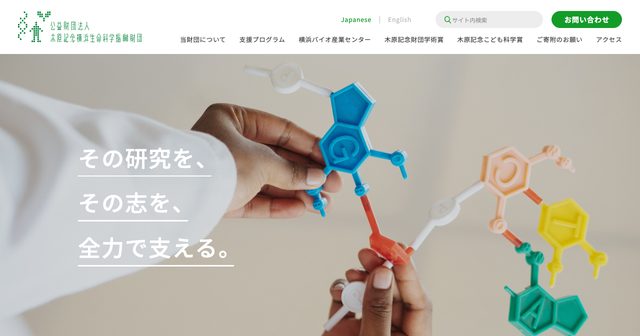 公益財団法人
木原記念横浜生命科学振興財団
Japanese
English
サイト内検索
お問い合わせ
当財団について
支援プログラム
横浜バイオ産業センター
木原記念財団学術賞
木原記念こども科学賞
ご寄附のお願い
アクセス
その研究を、
その志を、
全力で支える。
G
A